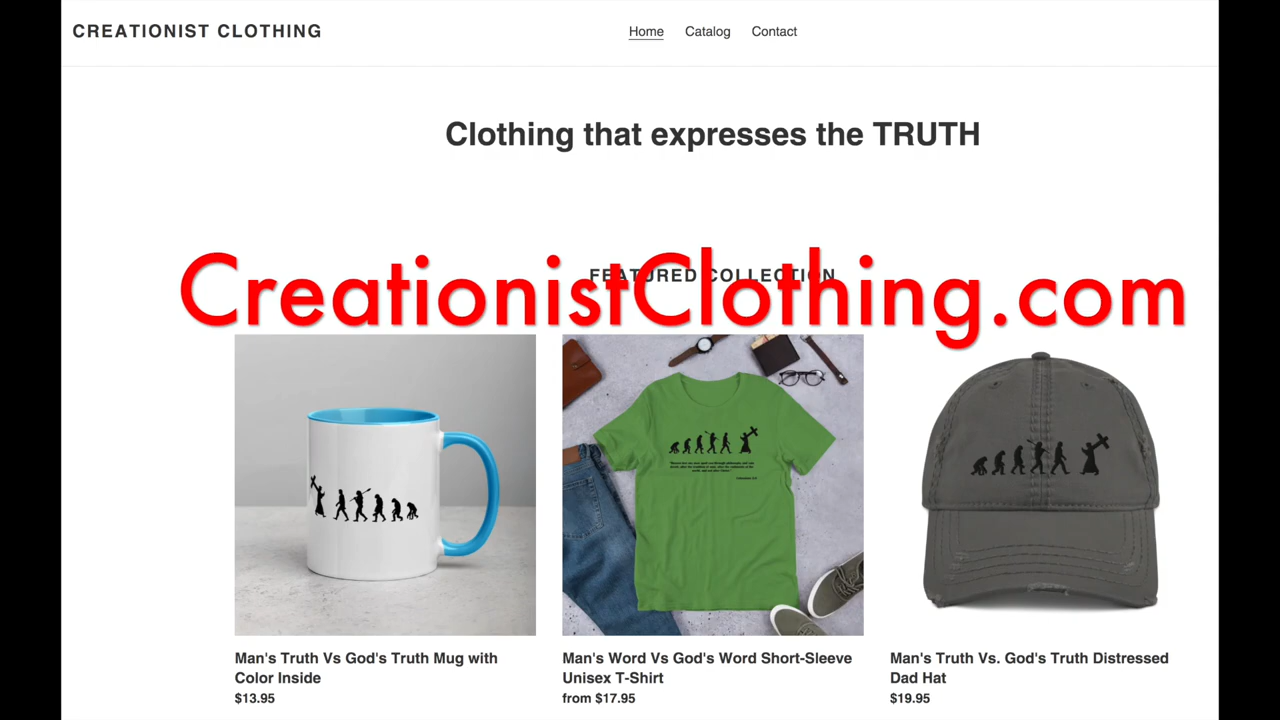 CREATIONIST CLOTHING
Home Catalog Contact
Clothing that expresses the TRUTH
FEATURED COLLECTION
CreationistClothing.com
Man's Truth Vs God's Truth Mug with
Color Inside
$13.95
Man's Word Vs God's Word Short-Sleeve
Unisex T-Shirt
from $17.95
Man's Truth Vs. God's Truth Distressed
Dad Hat
$19.95